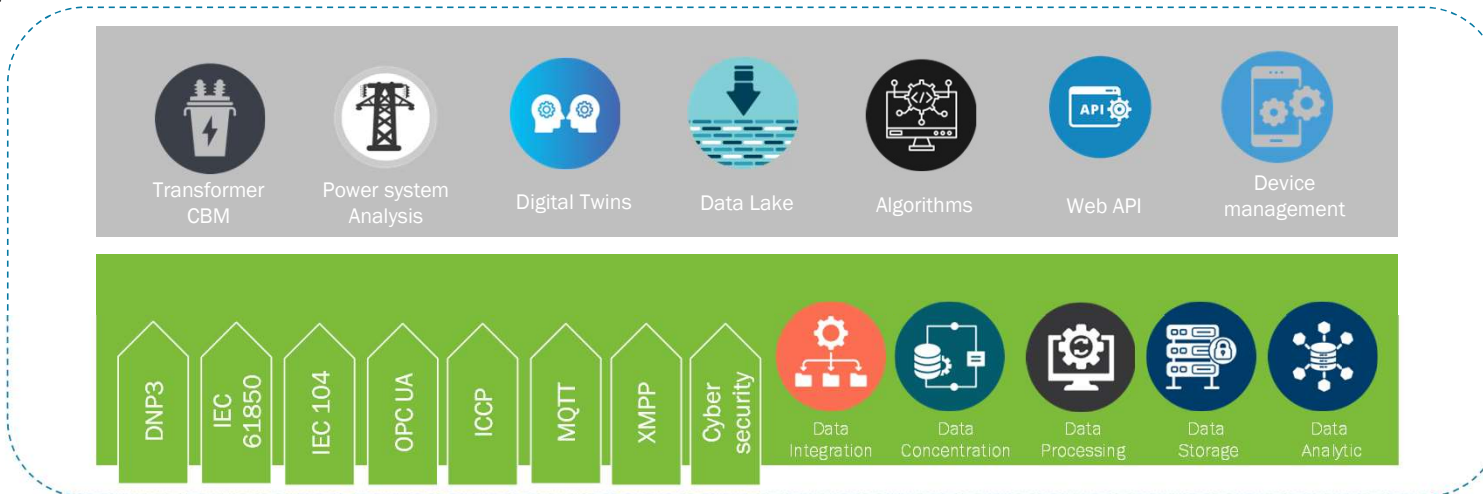 Transformer
CBM
Power system
Analysis
Digital Twins
Data Lake
Algorithms
API
Web API
Device
management
DNP3
IEC
61850
IEC 104
OPC UA
ICCP
MQTT
XMPP
Cyber
security
Data
Integration
Data
Concentration
Data
Processing
Data
Storage
Data
Analytic